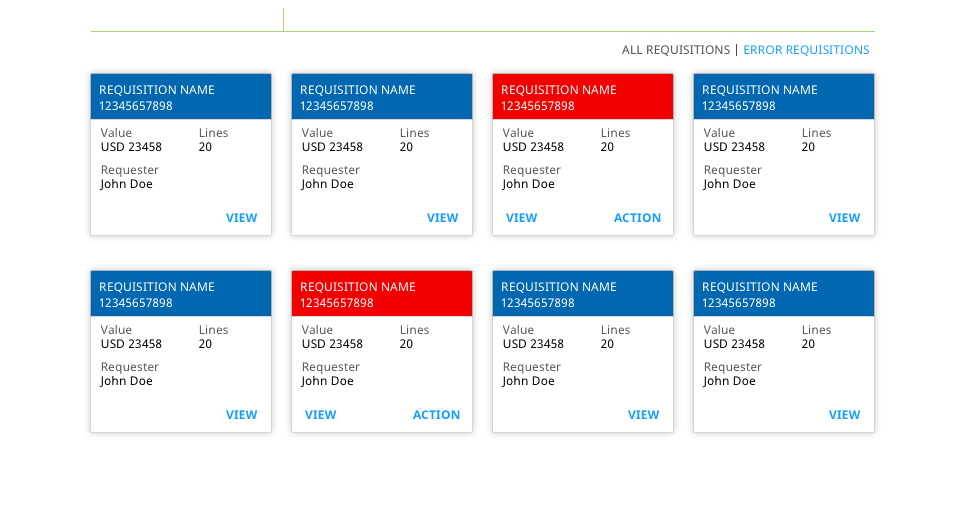 ALL REQUISITIONS | ERROR REQUISITIONS
REQUISITION NAME
12345657898
Value Lines
USD 23458 20
Requester
John Doe
VIEW
REQUISITION NAME
12345657898
Value Lines
USD 23458 20
Requester
John Doe
VIEW
REQUISITION NAME
12345657898
Value Lines
USD 23458 20
Requester
John Doe
VIEW ACTION
REQUISITION NAME
12345657898
Value Lines
USD 23458 20
Requester
John Doe
VIEW
REQUISITION NAME
12345657898
Value Lines
USD 23458 20
Requester
John Doe
VIEW
REQUISITION NAME
12345657898
Value Lines
USD 23458 20
Requester
John Doe
VIEW ACTION
REQUISITION NAME
12345657898
Value Lines
USD 23458 20
Requester
John Doe
VIEW
REQUISITION NAME
12345657898
Value Lines
USD 23458 20
Requester
John Doe
VIEW